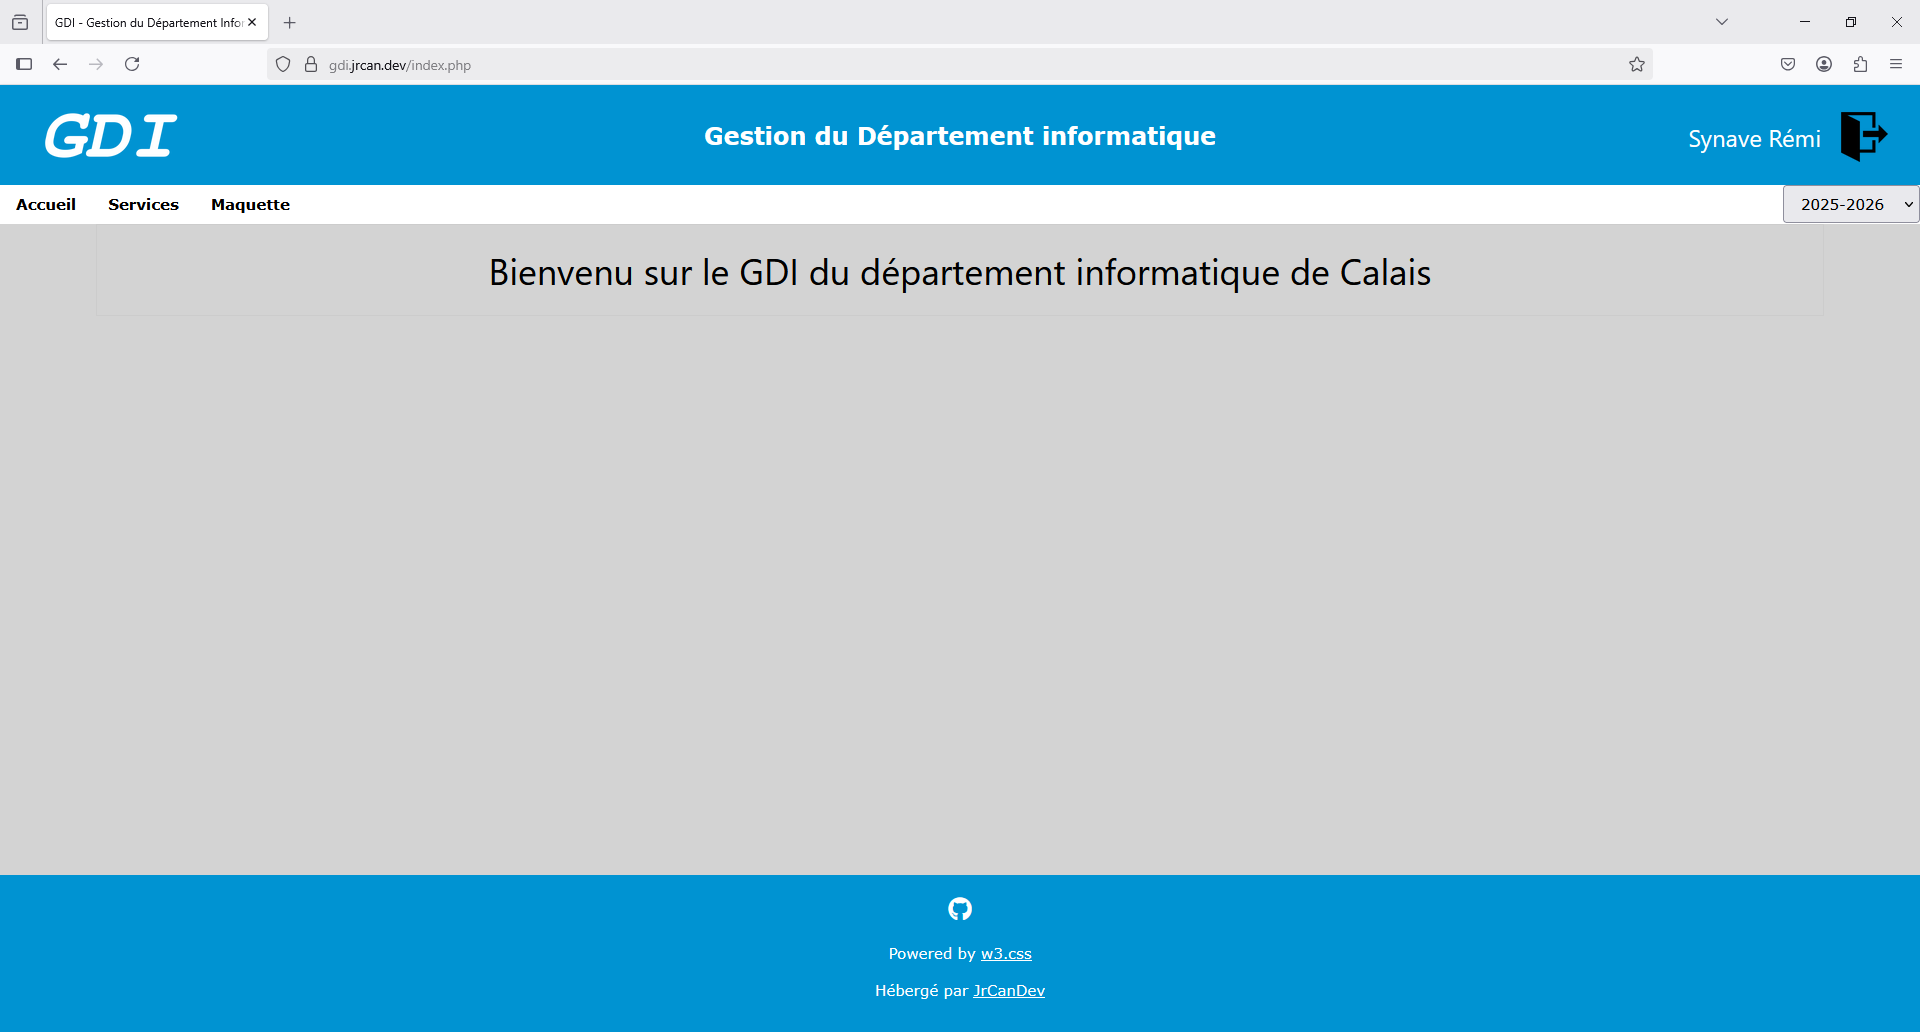 GDI - Gestion du Département Infor
gdi.jrcan.dev/index.php
GDI
Gestion du Département informatique
Synave Rémi
Accueil
Services
Maquette
2025-2026
Bienvenu sur le GDI du département informatique de Calais
Powered by w3.css
Hébergé par JrCanDev